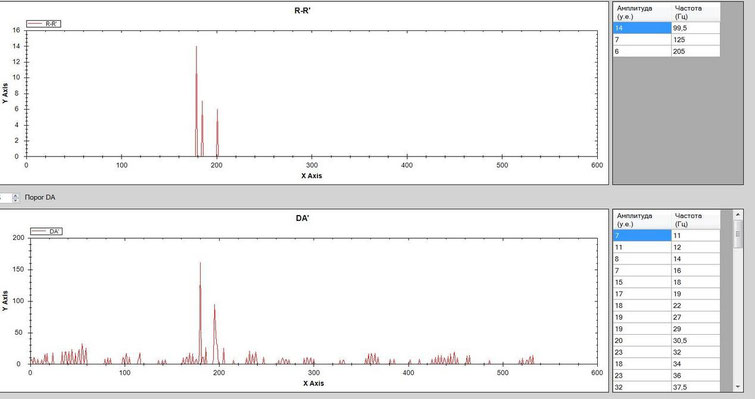 R-R'
R-R'
Y Axis
16
14
12
10
8
6
4
2
0
0 100 200 300 400 500 600
X Axis
Амплитуда (у.е.) Частота (Гц)
14 99,5
7 125
6 205
Порог DA
DA'
DA'
Y Axis
200
150
100
50
0
0 100 200 300 400 500 600
X Axis
Амплитуда (у.е.) Частота (Гц)
7 11
11 12
8 14
7 16
15 18
17 19
18 22
19 27
19 29
20 30,5
23 32
18 34
23 36
32 37,5